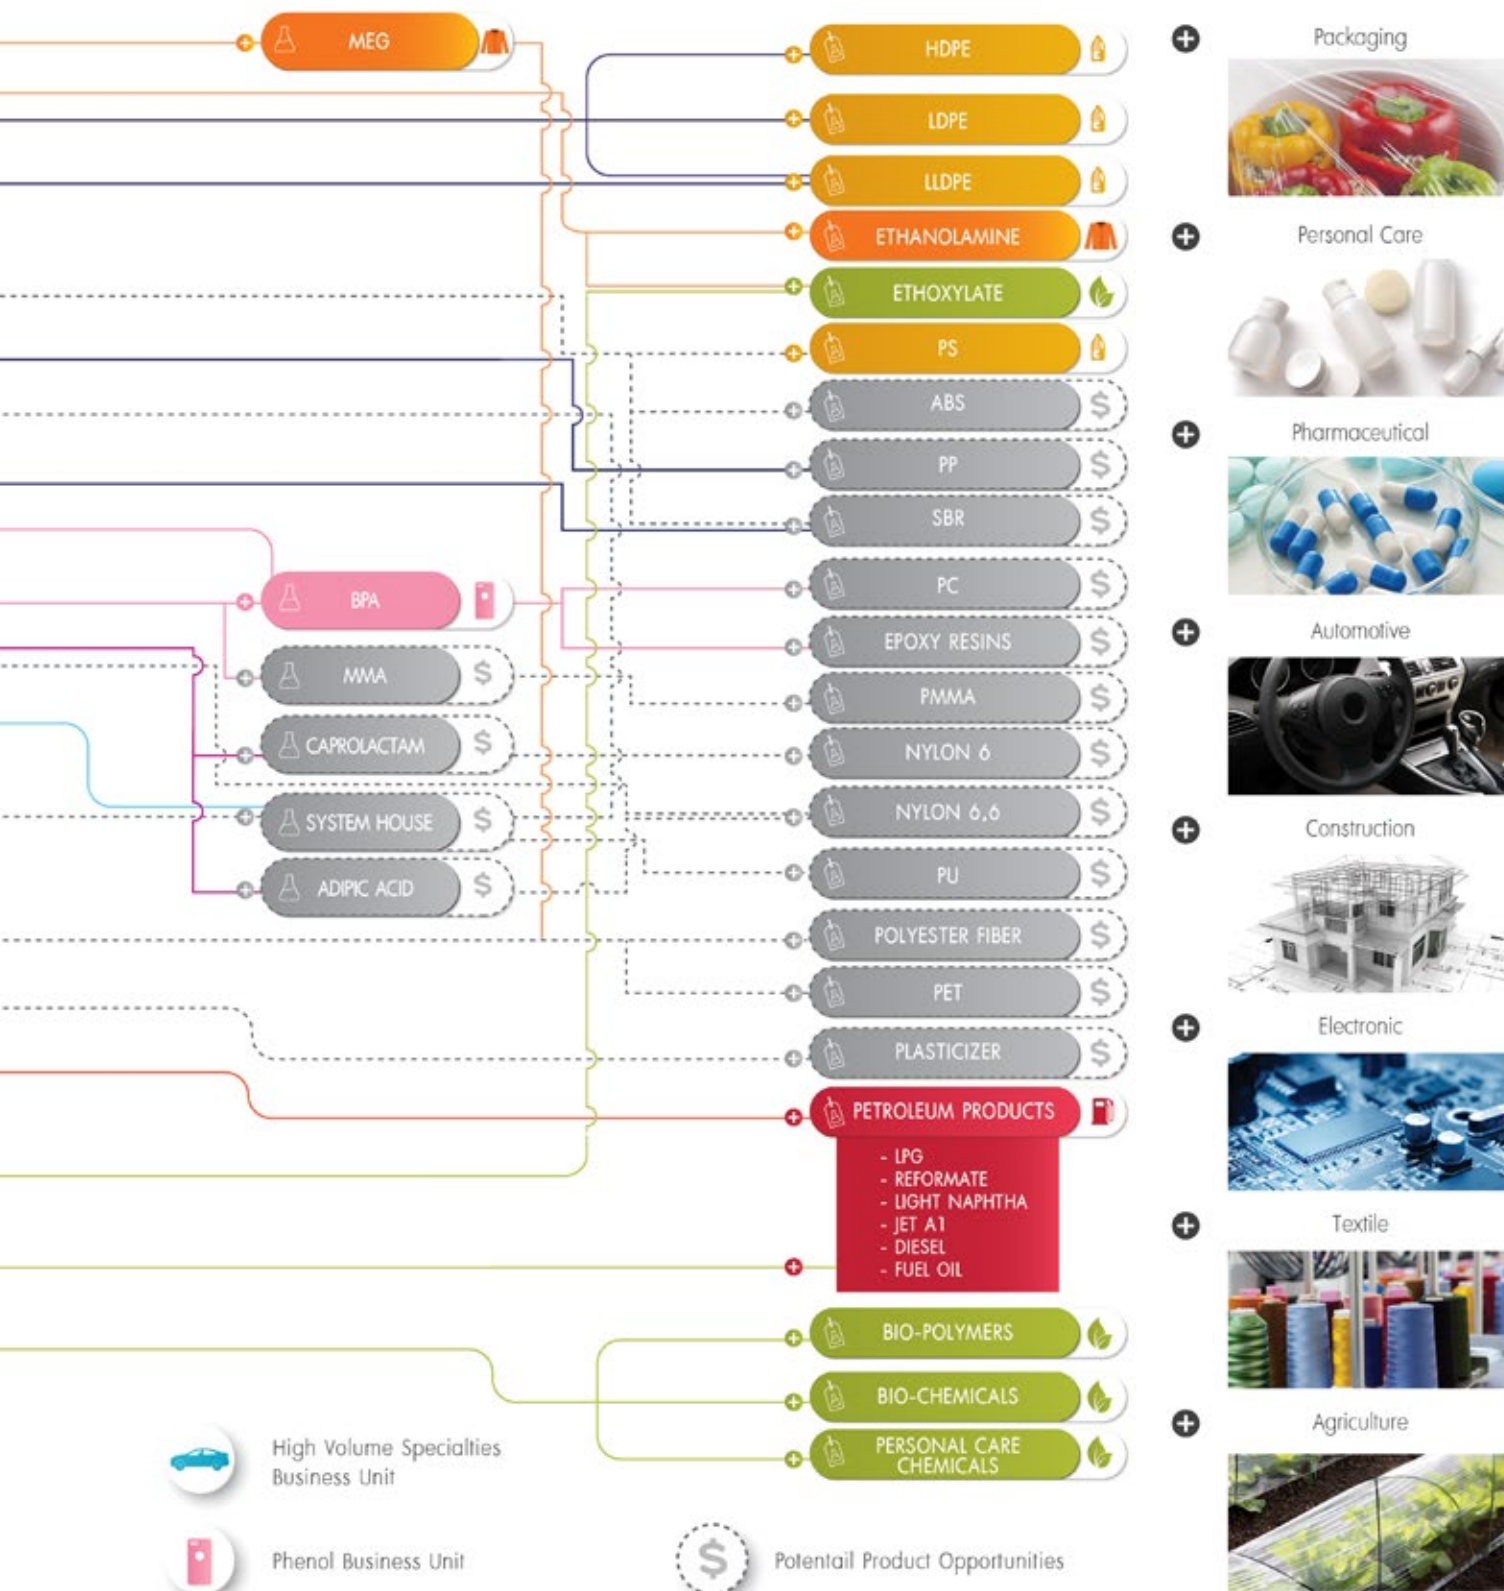 MEG
BPA
MMA
CAPROLACTAM
SYSTEM HOUSE
ADIPIC ACID
HDPE
LDPE
LLDPE
ETHANOLAMINE
ETHOXYLATE
PS
ABS
PP
SBR
PC
EPOXY RESINS
PMMA
NYLON 6
NYLON 6,6
PU
POLYESTER FIBER
PET
PLASTICIZER
PETROLEUM PRODUCTS
- LPG
- REFORMATE
- LIGHT NAPHTHA
- JET A1
- DIESEL
- FUEL OIL
BIO-POLYMERS
BIO-CHEMICALS
PERSONAL CARE
CHEMICALS
Packaging
Personal Care
Pharmaceutical
Automotive
Construction
Electronic
Textile
Agriculture
High Volume Specialties
Business Unit
Phenol Business Unit
Potentail Product Opportunities